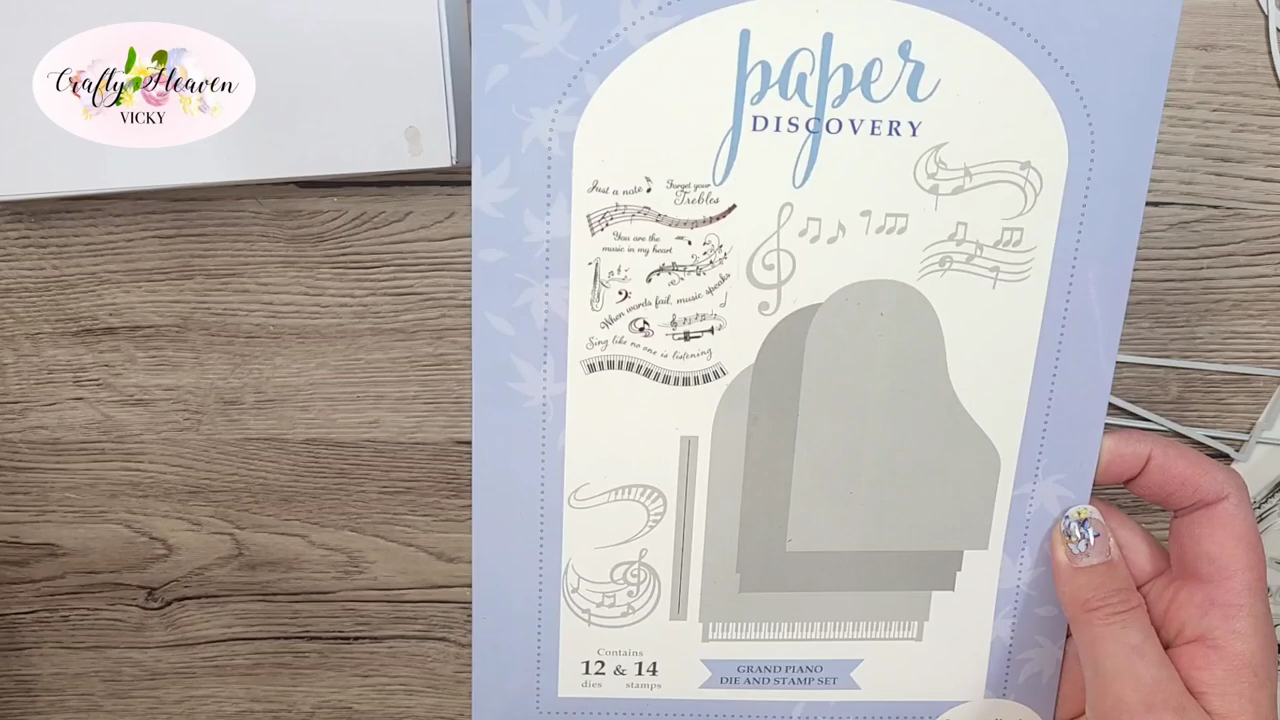 Crafty Heaven
VICKY
paper
DISCOVERY
Just a note
Forget your
Trebles
You are the
music in my heart
When words fail, music speaks
Sing like no one is listening
Contains
12 & 14
dies stamps
GRAND PIANO
DIE AND STAMP SET